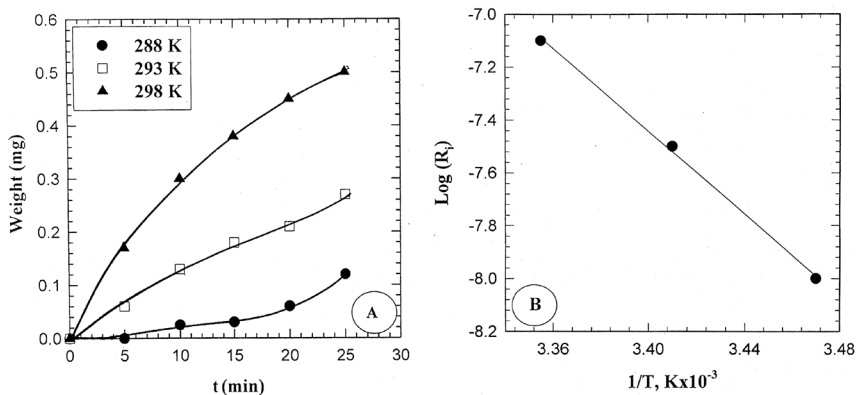 0.6
0.5
0.4
0.3
0.2
0.1
0.0
Weight (mg)
288 K
293 K
298 K
A
0 5 10 15 20 25 30
t (min)
-7.0
-7.2
-7.6
-7.8
-8.0
-8.2
Log (Ri)
B
3.36 3.40 3.44 3.48
1/T, Kx10-3